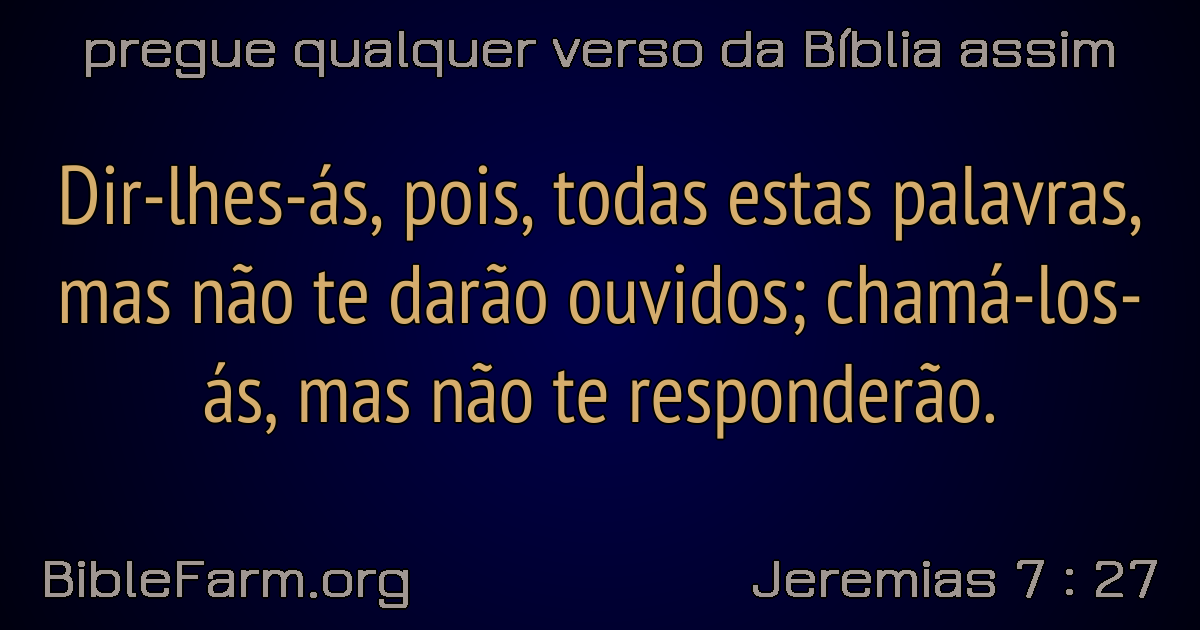 pregue qualquer verso da Bíblia assim
Dir-lhes-ás, pois, todas estas palavras,
mas não te darão ouvidos; chamá-los-
ás, mas não te responderão.
BibleFarm.org
Jeremias 7 : 27